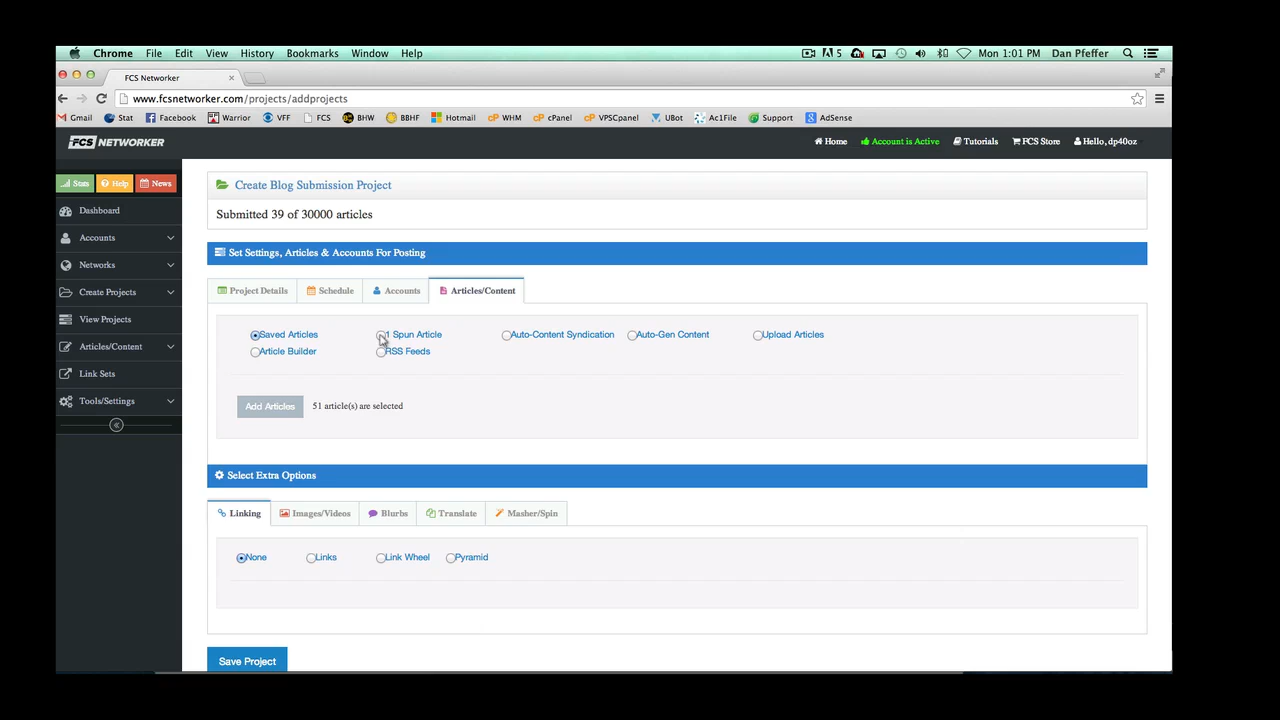 Chrome File Edit View History Bookmarks Window Help 5 Mon 1:01 PM Dan Pfeffer
FCS Networker
www.fcsnetworker.com/projects/addprojects
Gmail Stat Facebook Warrior VFF FCS BHW BBHF Hotmail WHM cPanel VPSCpanel UBot Ac1File Support AdSense
FCS NETWORKER Home Account is Active Tutorials FCS Store Hello, dp40oz
Stats Help News
Dashboard
Accounts
Networks
Create Projects
View Projects
Articles/Content
Link Sets
Tools/Settings
Create Blog Submission Project
Submitted 39 of 30000 articles
Set Settings, Articles & Accounts For Posting
Project Details Schedule Accounts Articles/Content
Saved Articles 1 Spun Article Auto-Content Syndication Auto-Gen Content Upload Articles
Article Builder RSS Feeds
Add Articles 51 article(s) are selected
Select Extra Options
Linking Images/Videos Blurbs Translate Masher/Spin
None Links Link Wheel Pyramid
Save Project